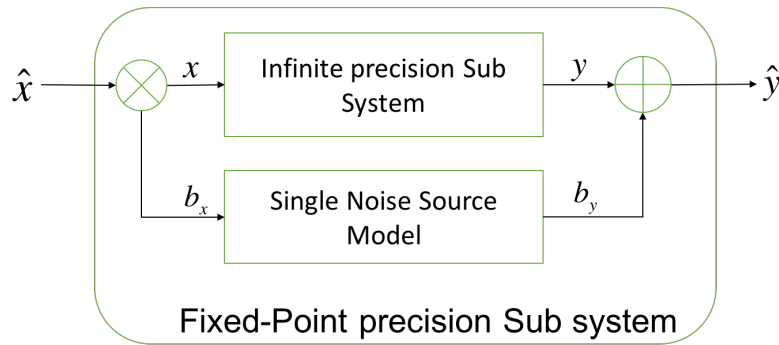 x̂
x
Infinite precision Sub
System
y
ŷ
b_x
Single Noise Source
Model
b_y
Fixed-Point precision Sub system